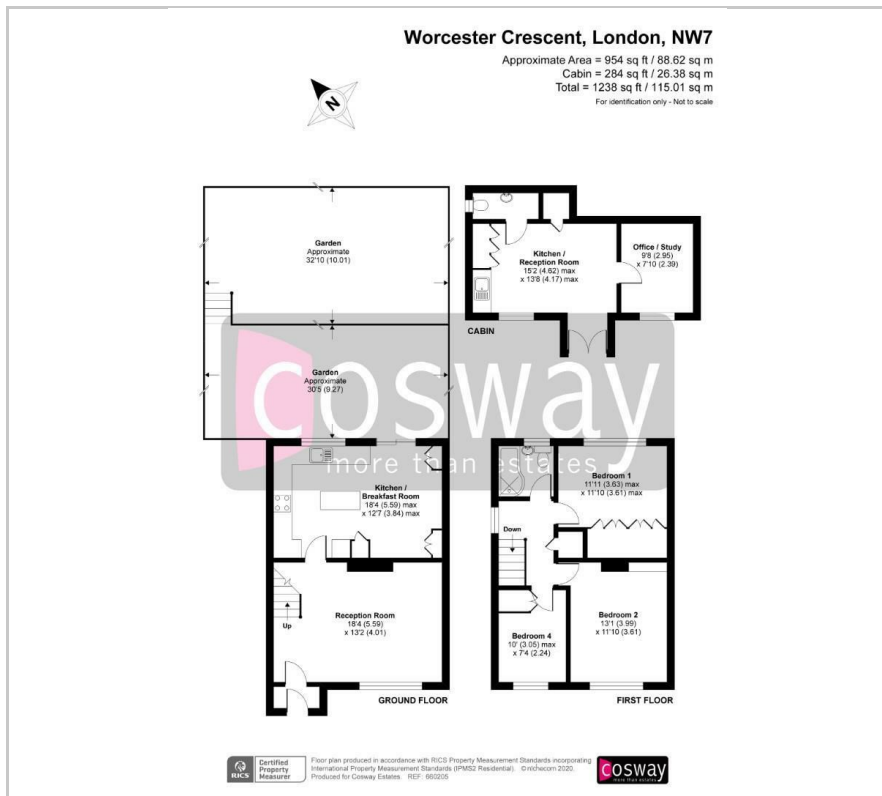 Worcester Crescent, London, NW7
Approximate Area = 954 sq ft / 88.62 sq m
Cabin = 284 sq ft / 26.38 sq m
Total = 1238 sq ft / 115.01 sq m
For identification only - Not to scale
N
Garden
Approximate
32'10 (10.01)
Kitchen /
Reception Room
15'2 (4.62) max
x 13'8 (4.17) max
Office / Study
9'8 (2.95)
x 7'10 (2.39)
CABIN
Garden
Approximate
30'5 (9.27)
cosway
more than estates
Kitchen /
Breakfast Room
18'4 (5.59) max
x 12'7 (3.84) max
Bedroom 1
11'11 (3.63) max
x 11'10 (3.61) max
Down
Reception Room
18'4 (5.59)
x 13'2 (4.01)
Up
Bedroom 2
13'1 (3.99)
x 11'10 (3.61)
Bedroom 4
10' (3.05) max
x 7'4 (2.24)
GROUND FLOOR
FIRST FLOOR
RICS
Certified
Property
Measurer
Floor plan produced in accordance with RICS Property Measurement Standards incorporating
International Property Measurement Standards (IPMS2 Residential). ©nichecom 2020.
Produced for Cosway Estates. REF: 660205
cosway
more than estates